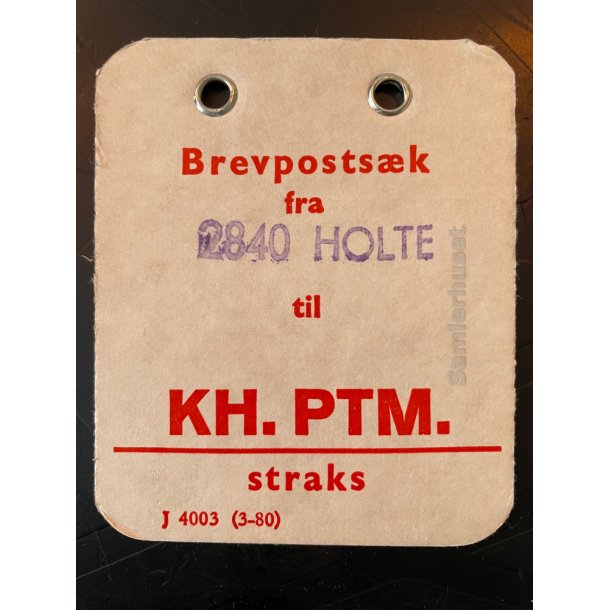 Brevpostsæk
fra
2840 HOLTE
til
KH. PTM.
straks
J 4003 (3-80)
Samlerhuset